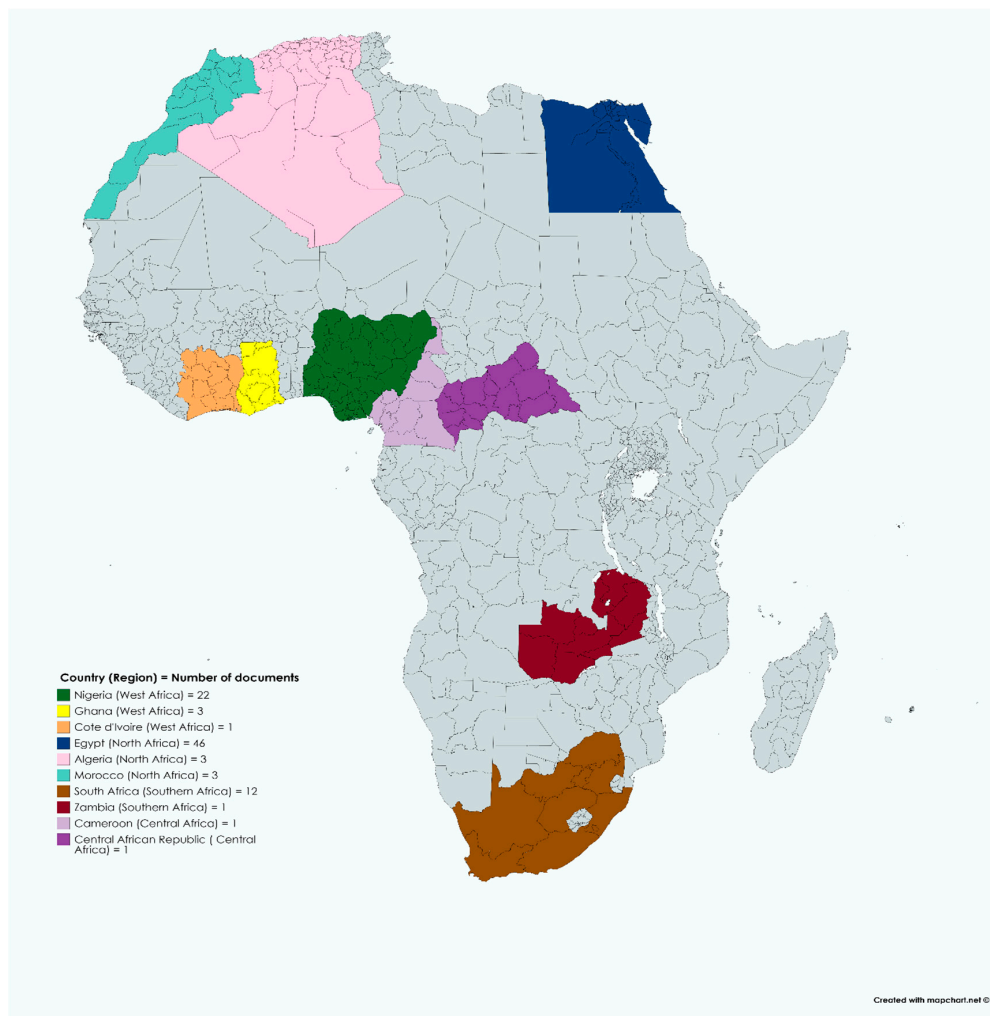 Country (Region) = Number of documents
Nigeria (West Africa) = 22
Ghana (West Africa) = 3
Cote d'Ivoire (West Africa) = 1
Egypt (North Africa) = 46
Algeria (North Africa) = 3
Morocco (North Africa) = 3
South Africa (Southern Africa) = 12
Zambia (Southern Africa) = 1
Cameroon (Central Africa) = 1
Central African Republic ( Central
Africa) = 1
Created with mapchart.net ©